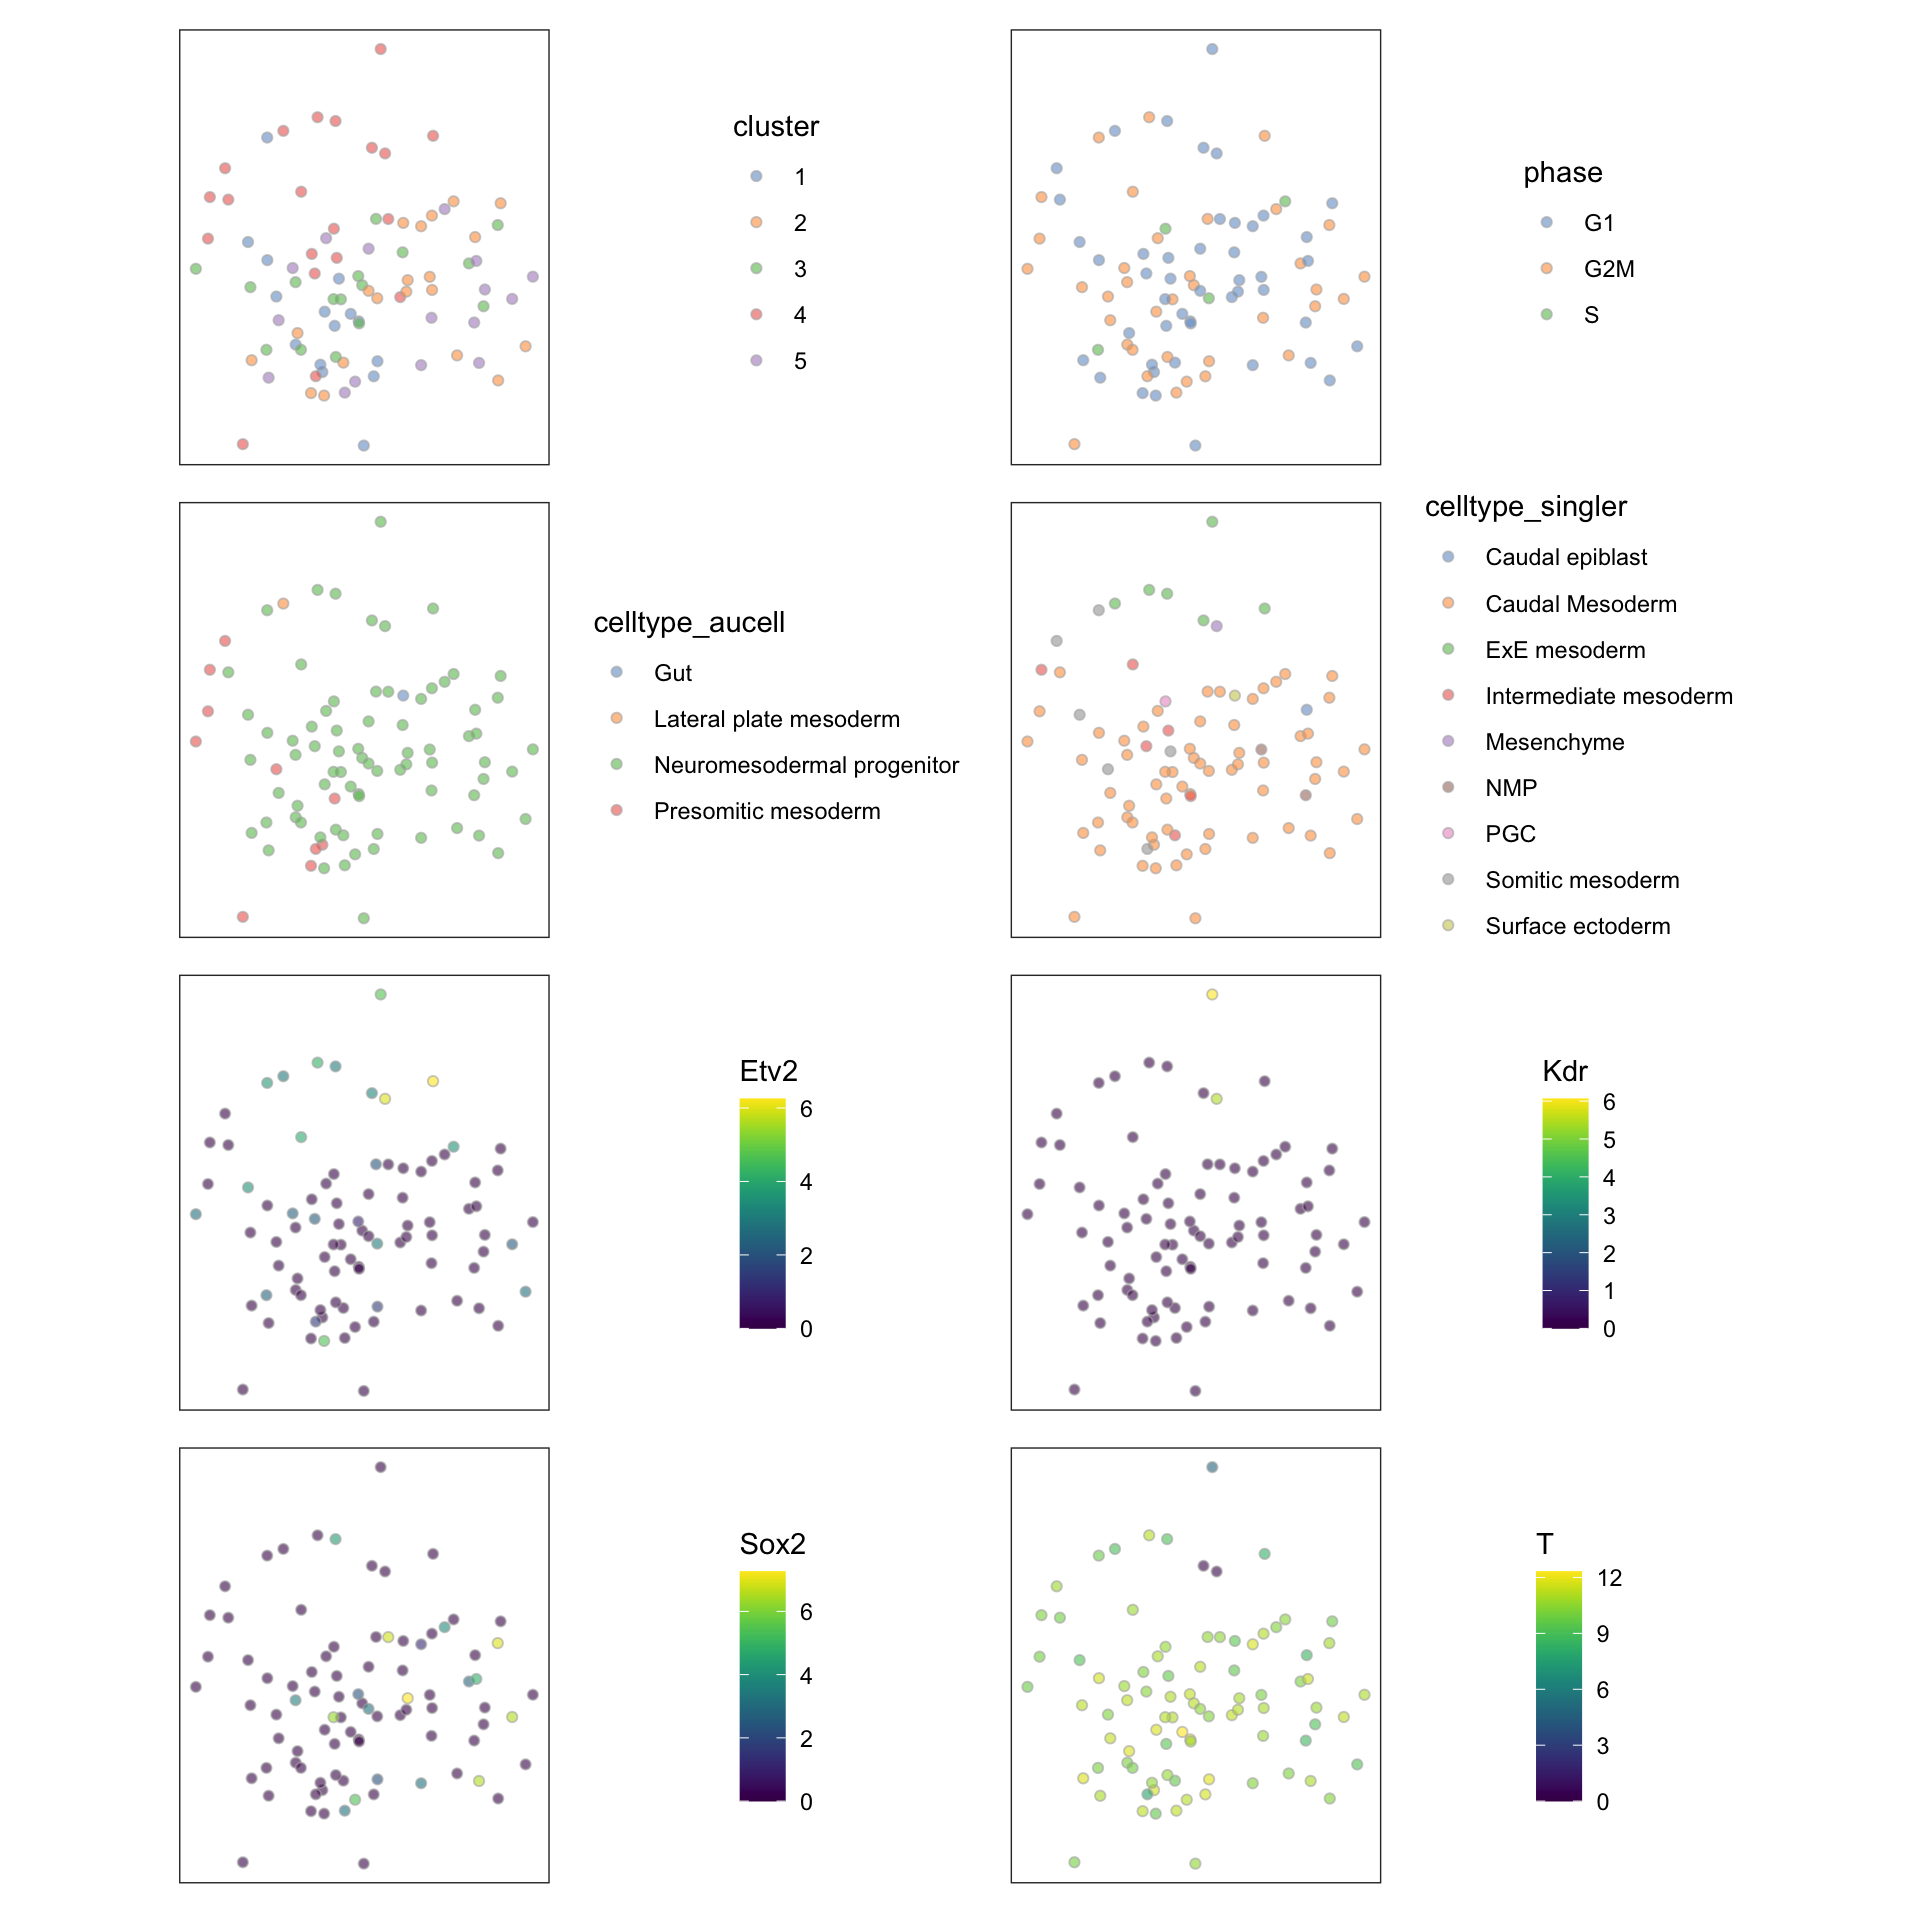 cluster
1
2
3
4
5
phase
G1
G2M
S
celltype_aucell
Gut
Lateral plate mesoderm
Neuromesodermal progenitor
Presomitic mesoderm
celltype_singler
Caudal epiblast
Caudal Mesoderm
ExE mesoderm
Intermediate mesoderm
Mesenchyme
NMP
PGC
Somitic mesoderm
Surface ectoderm
Etv2
6
4
2
0
Kdr
6
5
4
3
2
1
0
Sox2
6
4
2
0
T
12
9
6
3
0